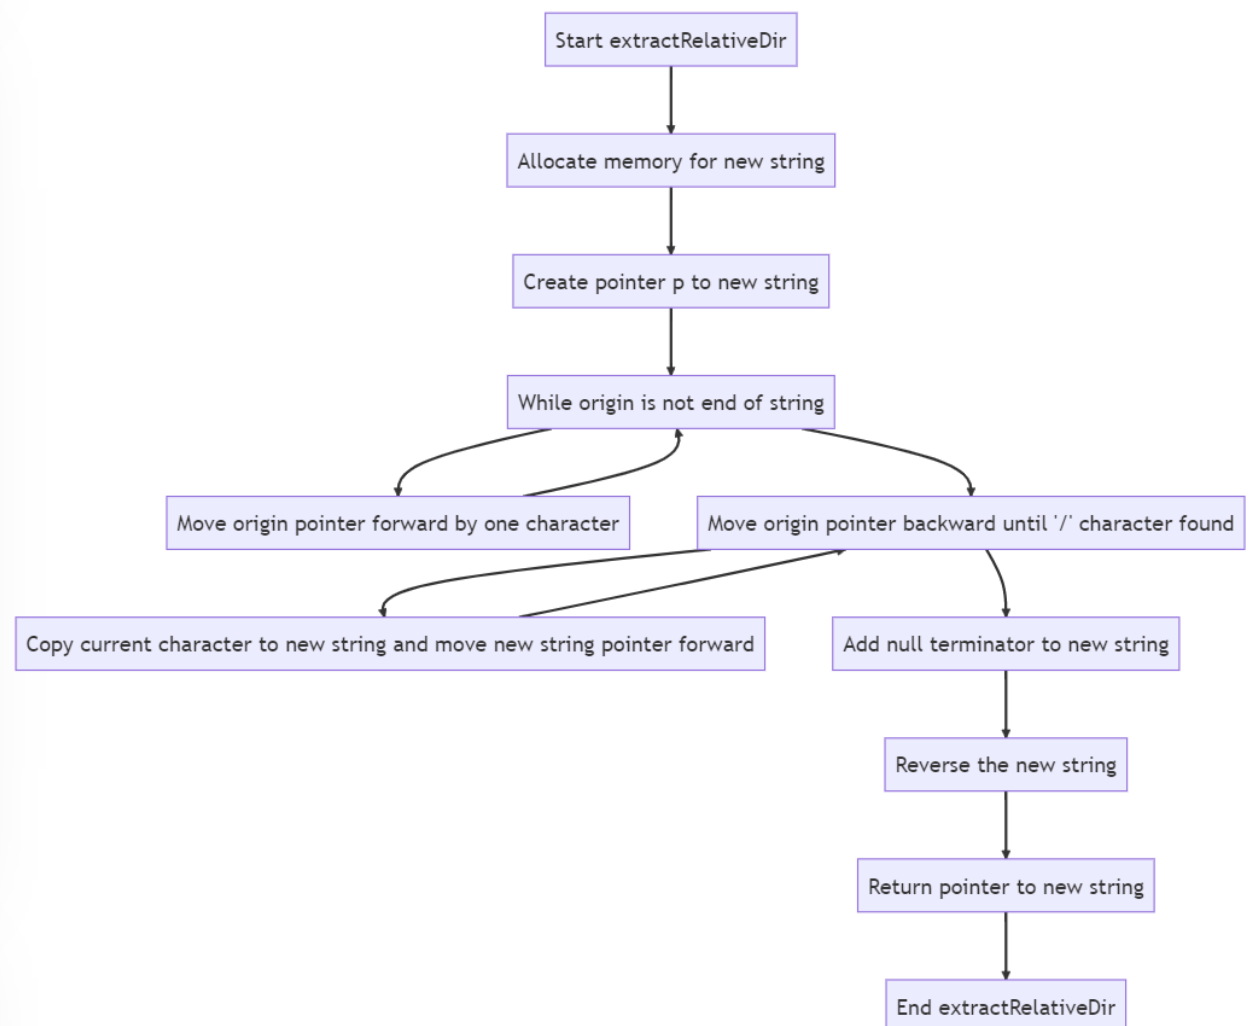 Start extractRelativeDir
Allocate memory for new string
Create pointer p to new string
While origin is not end of string
Move origin pointer forward by one character
Move origin pointer backward until '/' character found
Copy current character to new string and move new string pointer forward
Add null terminator to new string
Reverse the new string
Return pointer to new string
End extractRelativeDir